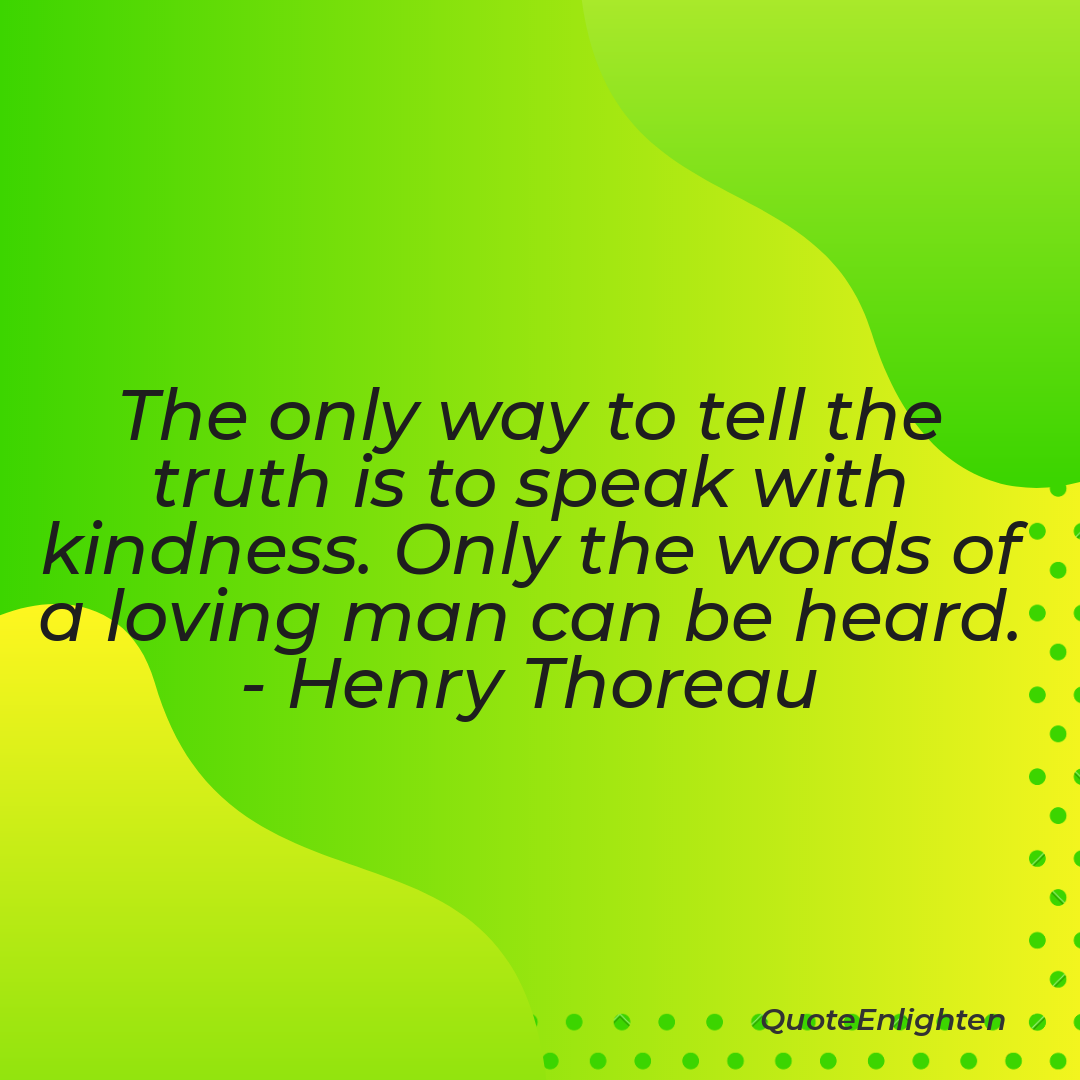 The only way to tell the
truth is to speak with
kindness. Only the words of
a loving man can be heard.
- Henry Thoreau
QuoteEnlighten